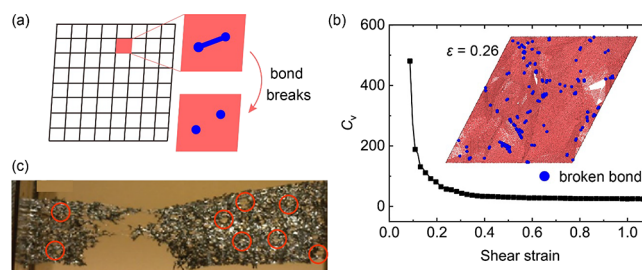 (a)
bond
breaks
(b)
600
400
200
0
Cv
ε = 0.26
broken bond
0.0 0.2 0.4 0.6 0.8 1.0
Shear strain
(c)